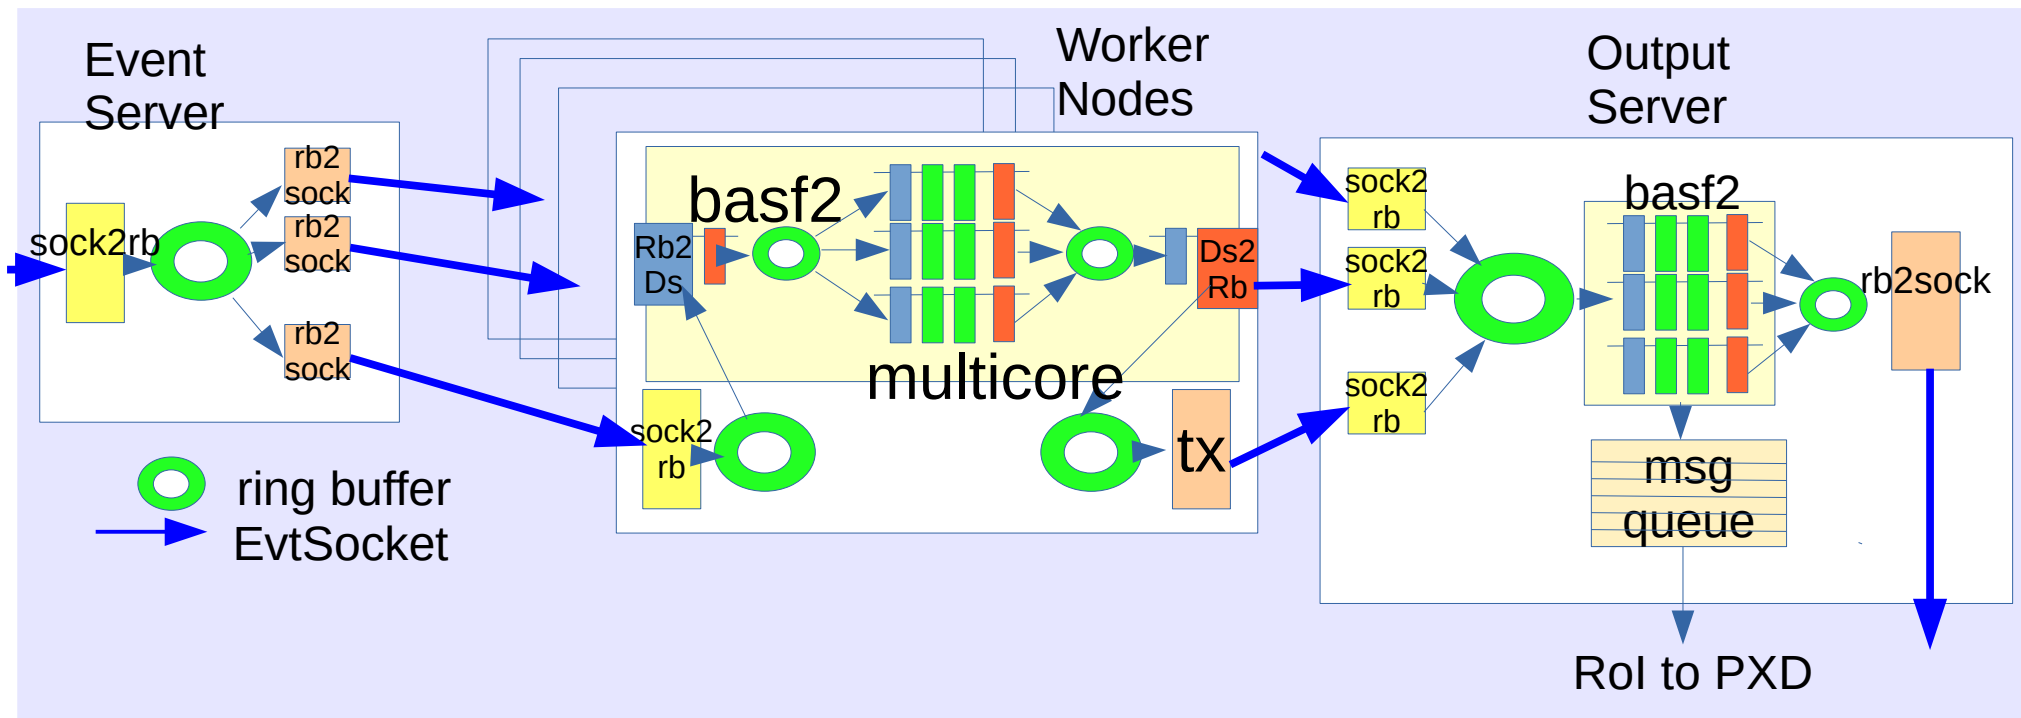 Event
Server
rb2
sock
rb2
sock
rb2
sock
sock2rb
ring buffer
EvtSocket
Worker
Nodes
basf2
Rb2
Ds
Ds2
Rb
multicore
sock2
rb
tx
Output
Server
sock2
rb
sock2
rb
sock2
rb
basf2
rb2sock
msg
queue
RoI to PXD